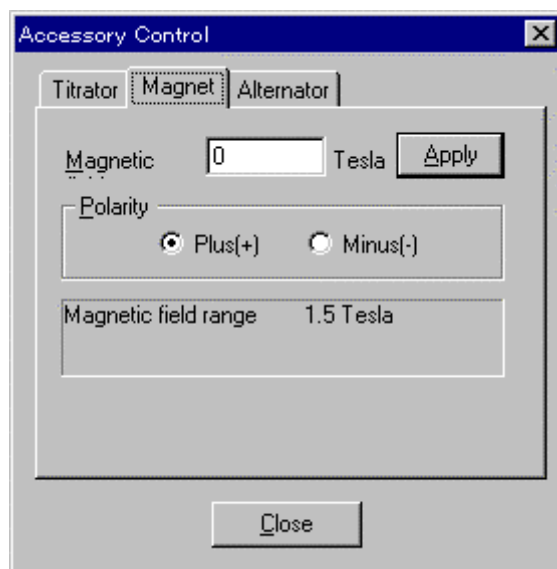 Accessory Control
Titrator Magnet Alternator
Magnetic 0 Tesla Apply
Polarity
Plus(+) Minus(-)
Magnetic field range 1.5 Tesla
Close